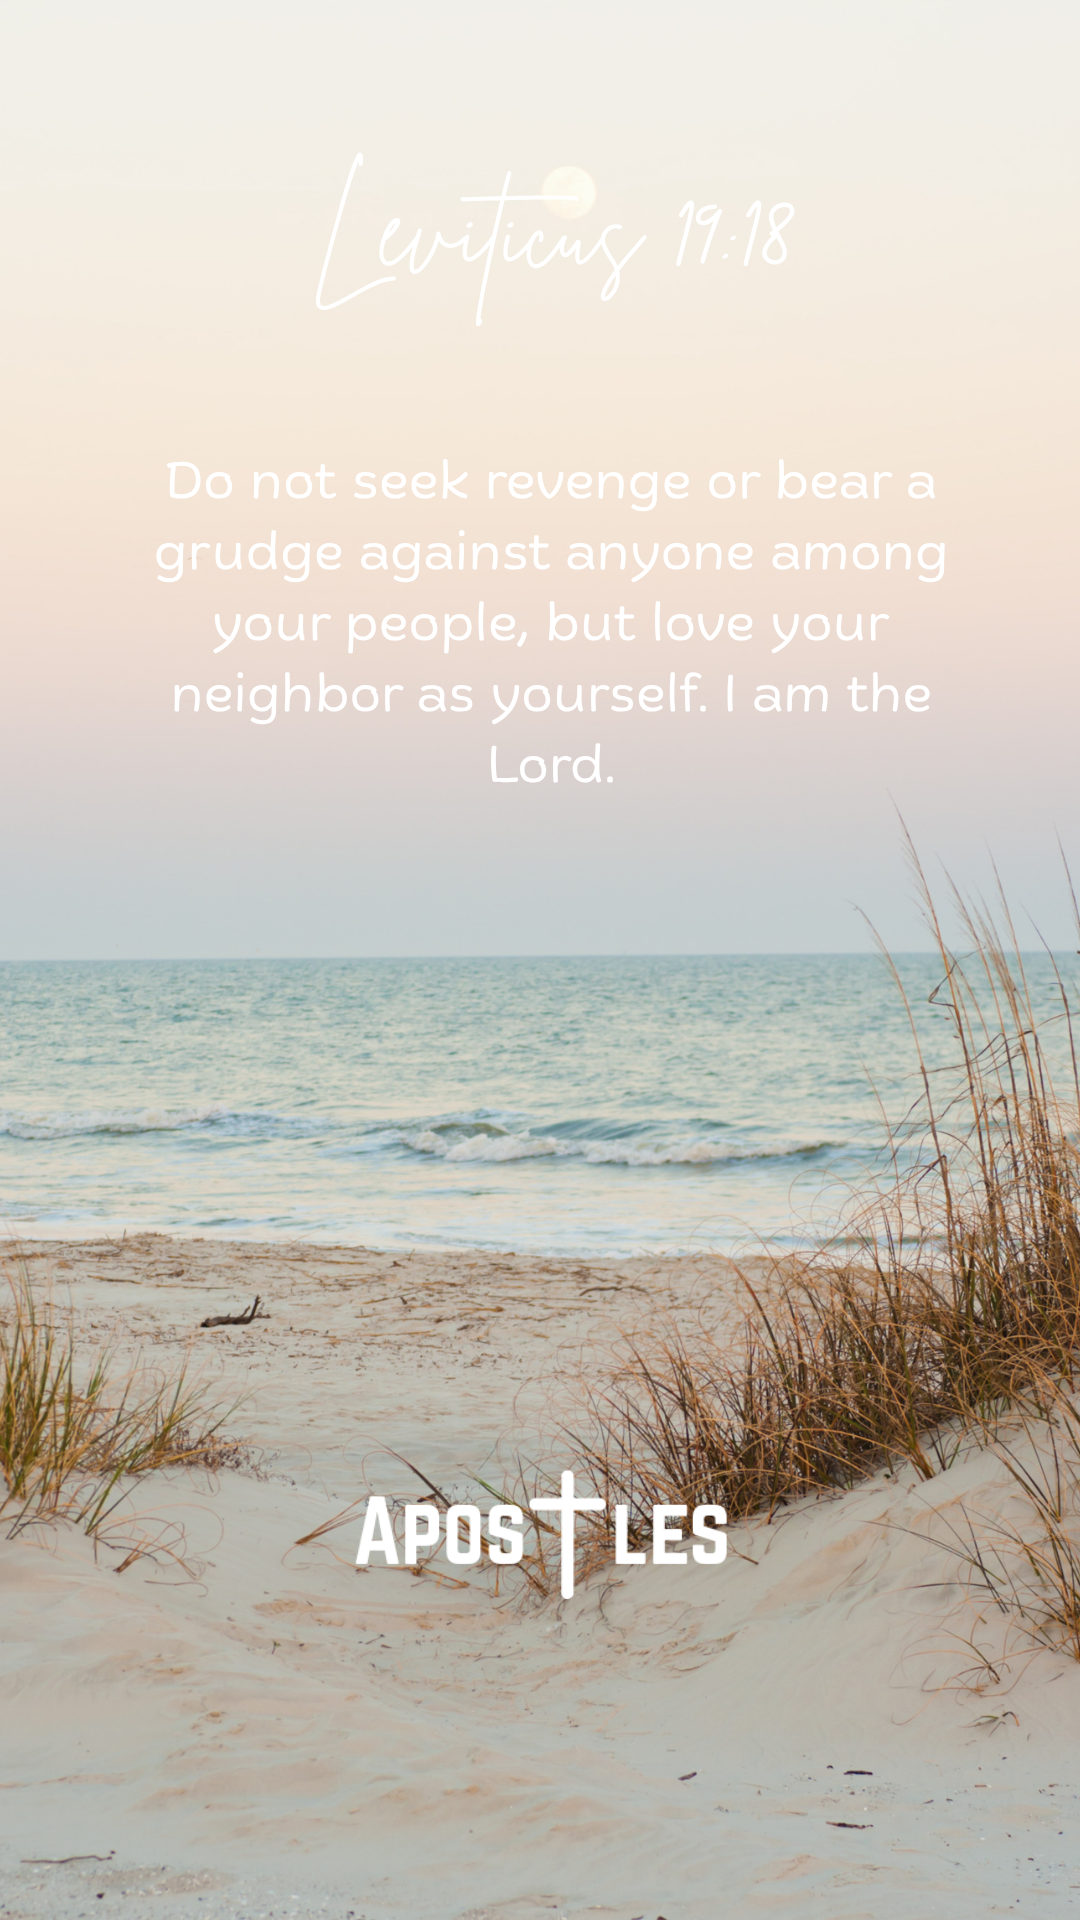 Leviticus 19:18
Do not seek revenge or bear a
grudge against anyone among
your people, but love your
neighbor as yourself. I am the
Lord.
APOSTLES